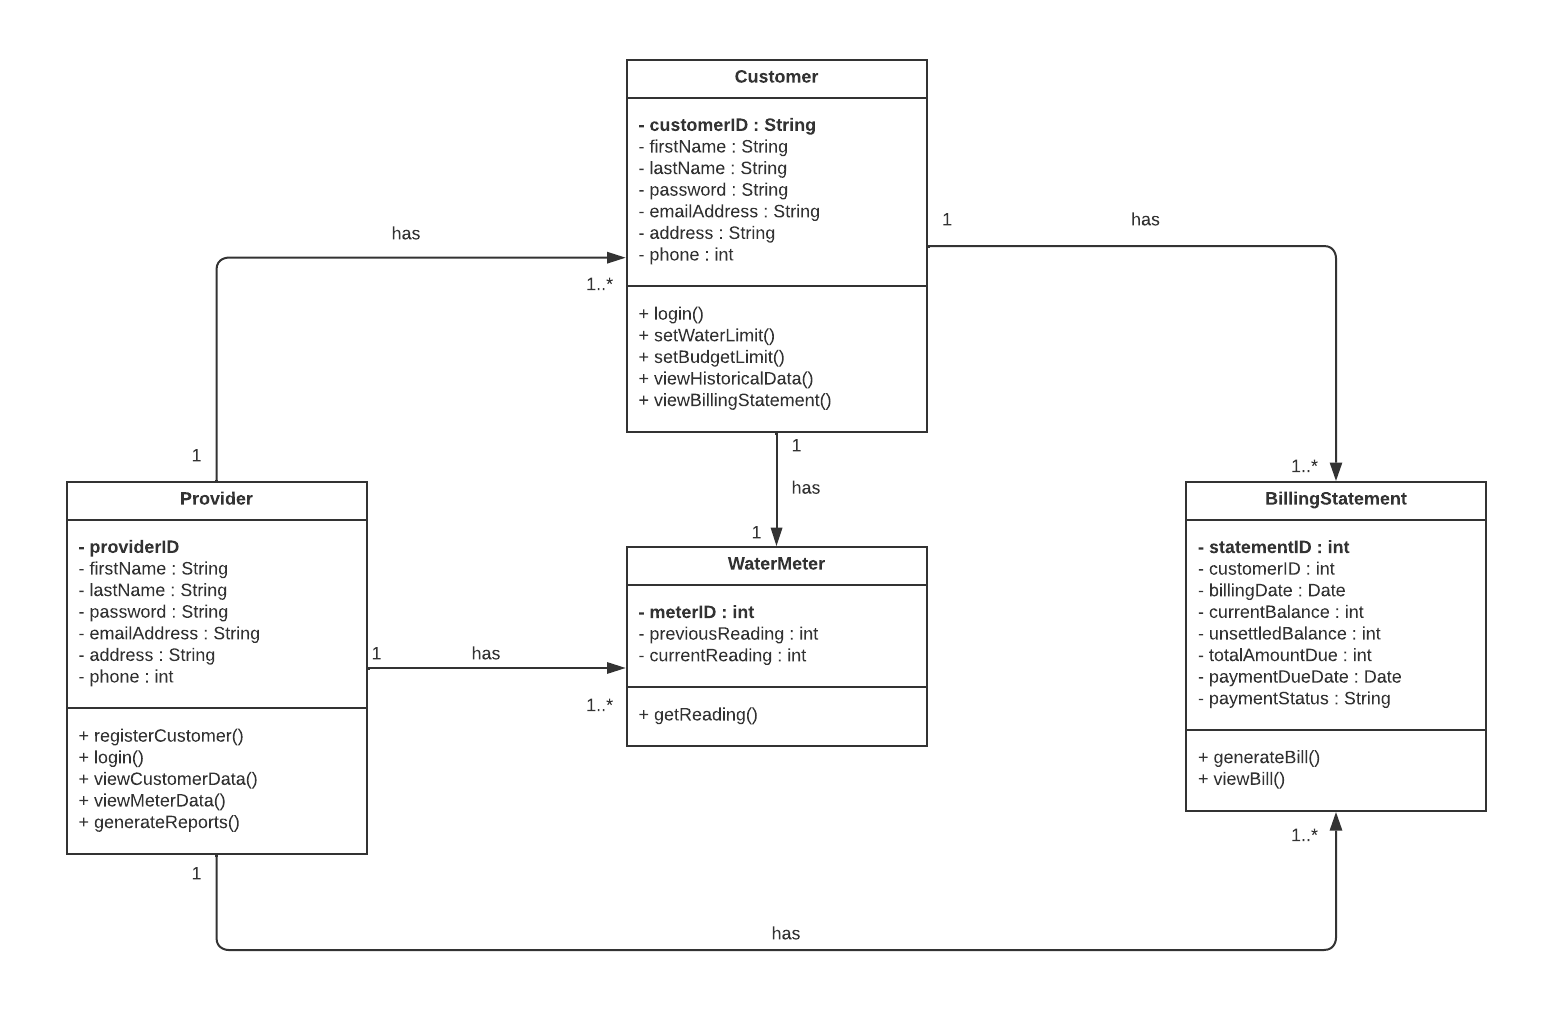 Customer
- customerID : String
- firstName : String
- lastName : String
- password : String
- emailAddress : String
- address : String
- phone : int
+ login()
+ setWaterLimit()
+ setBudgetLimit()
+ viewHistoricalData()
+ viewBillingStatement()
has
1..*
1
1
has
1..*
1
has
1
Provider
- providerID
- firstName : String
- lastName : String
- password : String
- emailAddress : String
- address : String
- phone : int
+ registerCustomer()
+ login()
+ viewCustomerData()
+ viewMeterData()
+ generateReports()
1
has
1..*
WaterMeter
- meterID : int
- previousReading : int
- currentReading : int
+ getReading()
BillingStatement
- statementID : int
- customerID : int
- billingDate : Date
- currentBalance : int
- unsettledBalance : int
- totalAmountDue : int
- paymentDueDate : Date
- paymentStatus : String
+ generateBill()
+ viewBill()
1
has
1..*